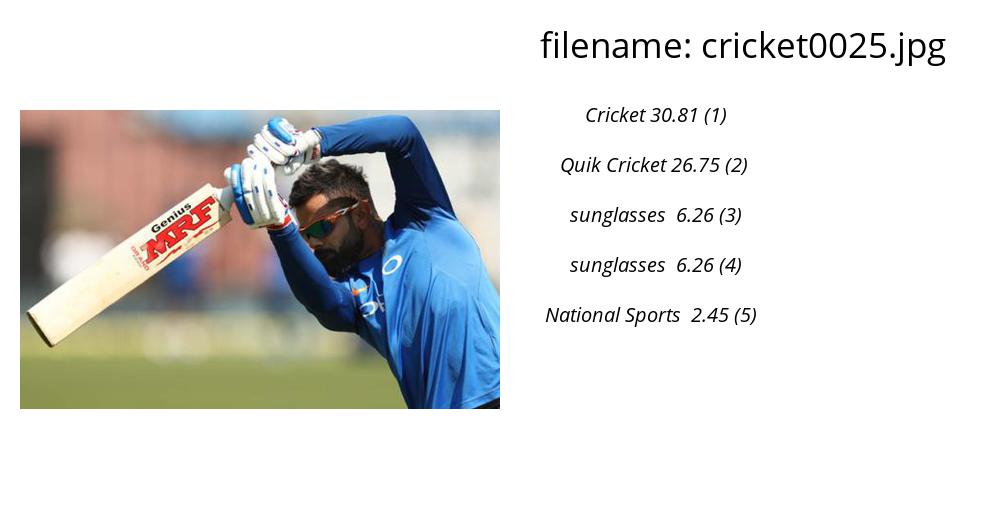 filename: cricket0025.jpg
Cricket 30.81 (1)
Quik Cricket 26.75 (2)
sunglasses 6.26 (3)
sunglasses 6.26 (4)
National Sports 2.45 (5)
Genius
MRF
GRAND